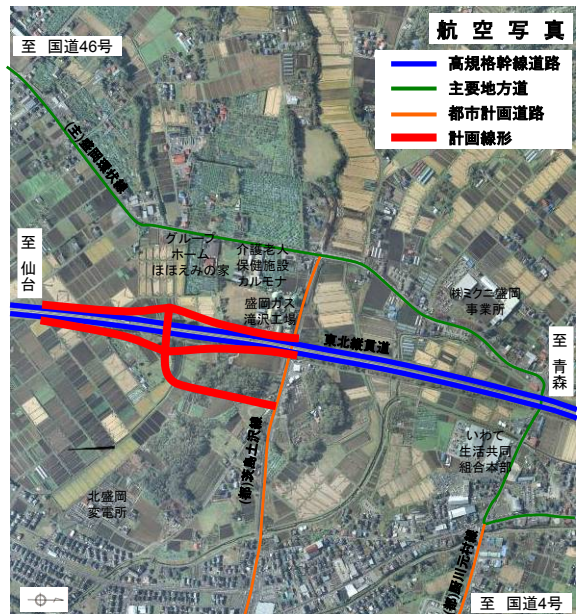 航空写真
至 国道46号
高規格幹線道路
主要地方道
都市計画道路
計画線形
(主)盛岡環状線
至 仙台
グループ
ホーム
ほほえみの家
介護老人
保健施設
カルモナ
盛岡ガス
滝沢工場
㈱ミクニ盛岡
事業所
東北縦貫道
至 青森
いわて
生活共同
組合本部
北盛岡
変電所
至 国道4号